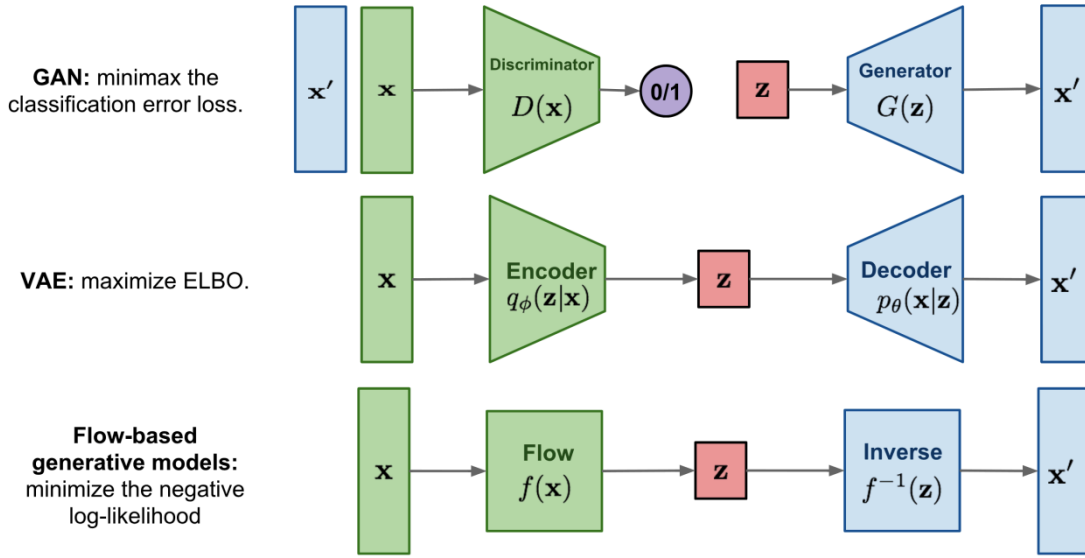 GAN: minimax the
classification error loss.
x′
x
Discriminator
D(x)
0/1
z
Generator
G(z)
x′
VAE: maximize ELBO.
x
Encoder
qϕ(z|x)
z
Decoder
pθ(x|z)
x′
Flow-based
generative models:
minimize the negative
log-likelihood
x
Flow
f(x)
z
Inverse
f⁻¹(z)
x′